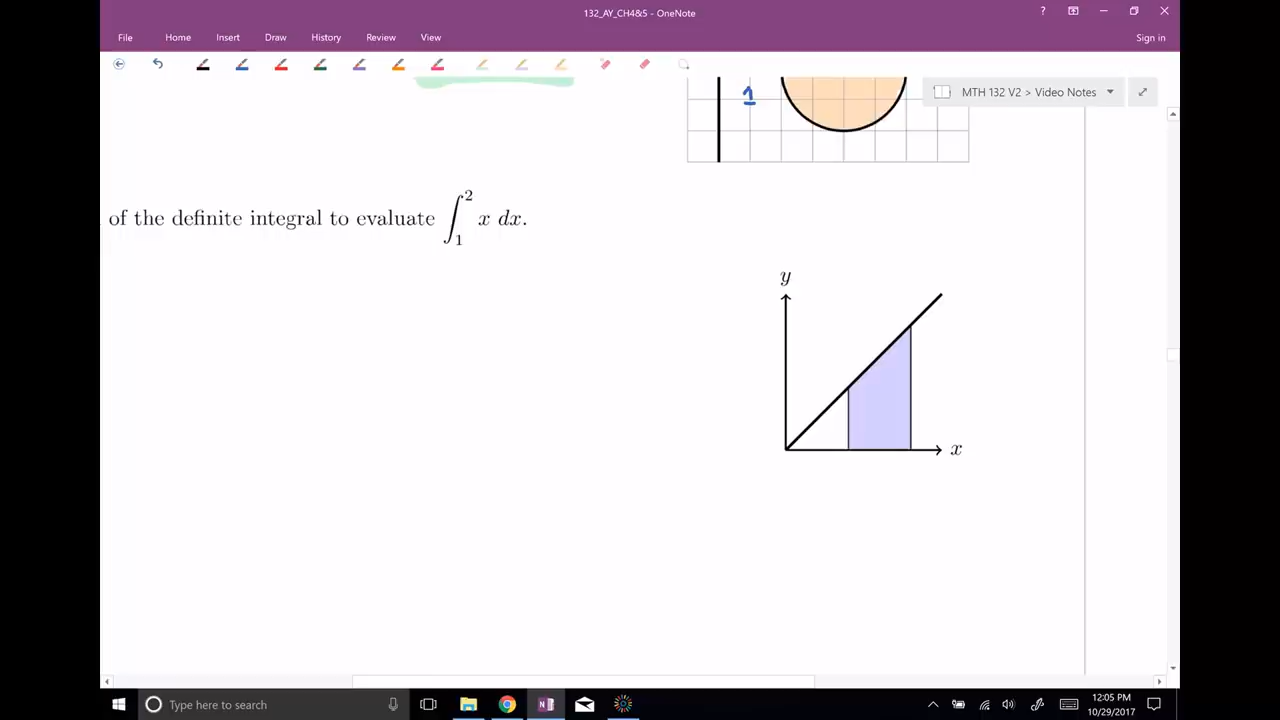 132_AY_CH4&5 - OneNote
?
File Home Insert Draw History Review View
Sign in
1
MTH 132 V2 > Video Notes
of the definite integral to evaluate ∫₁² x dx.
y
x
Type here to search
12:05 PM
10/29/2017